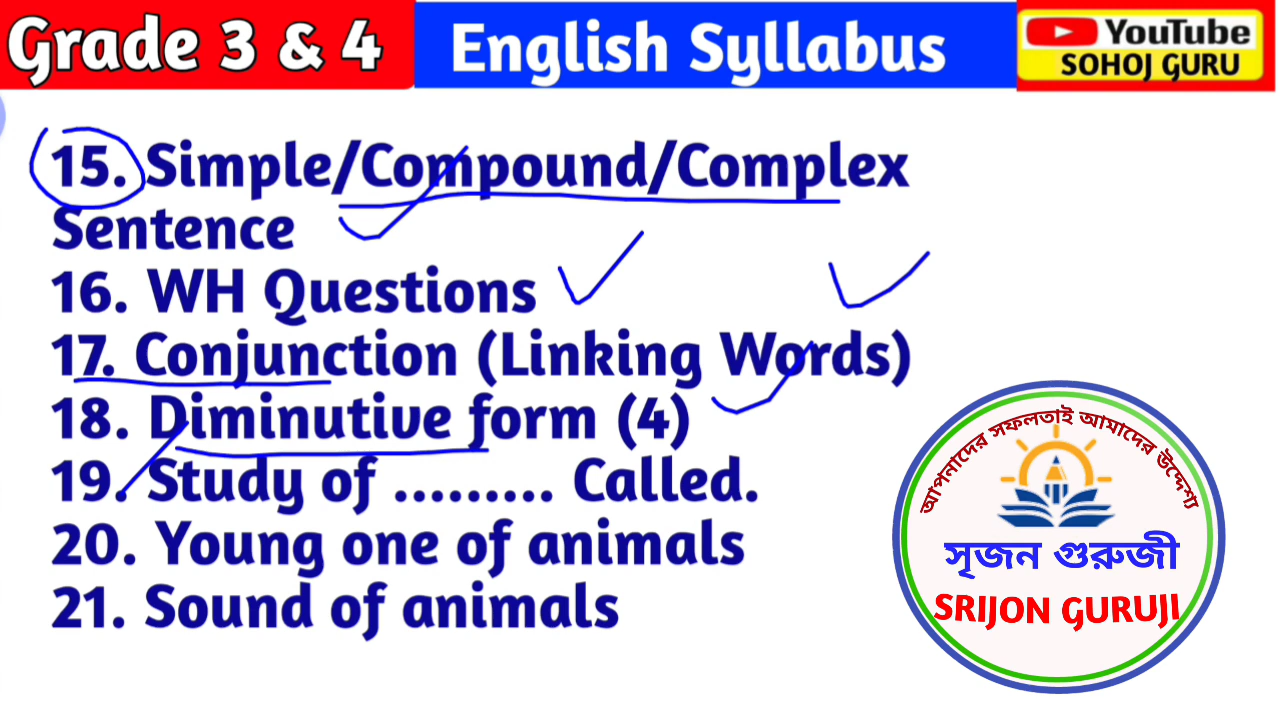 Grade 3 & 4
English Syllabus
YouTube
SOHOJ GURU
15. Simple/Compound/Complex
Sentence
16. WH Questions
17. Conjunction (Linking Words)
18. Diminutive form (4)
19. Study of ......... Called.
20. Young one of animals
21. Sound of animals
আপনাদের সফলতাই আমাদের উদ্দেশ্য
সৃজন গুরুজী
SRIJON GURUJI